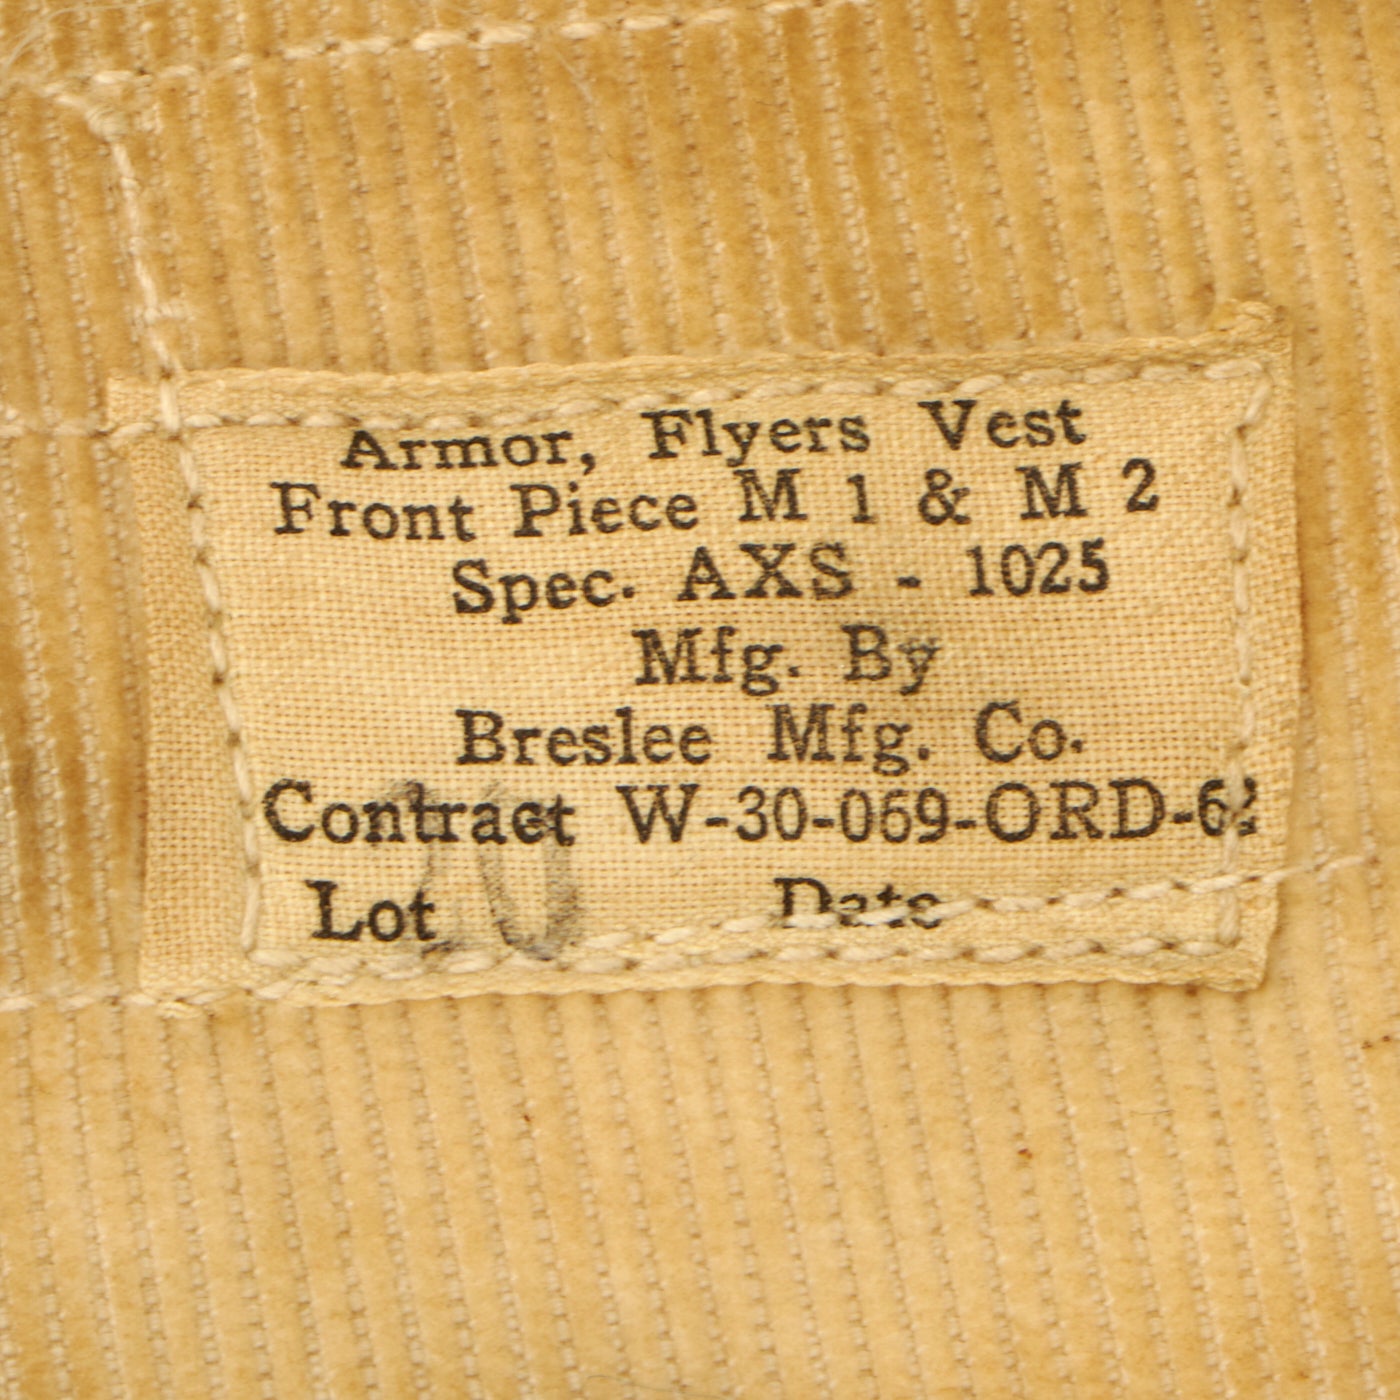 Armor, Flyers Vest
Front Piece M 1 & M 2
Spec. AXS - 1025
Mfg. By
Breslee Mfg. Co.
Contract W-30-069-ORD-62
Lot 20 Date